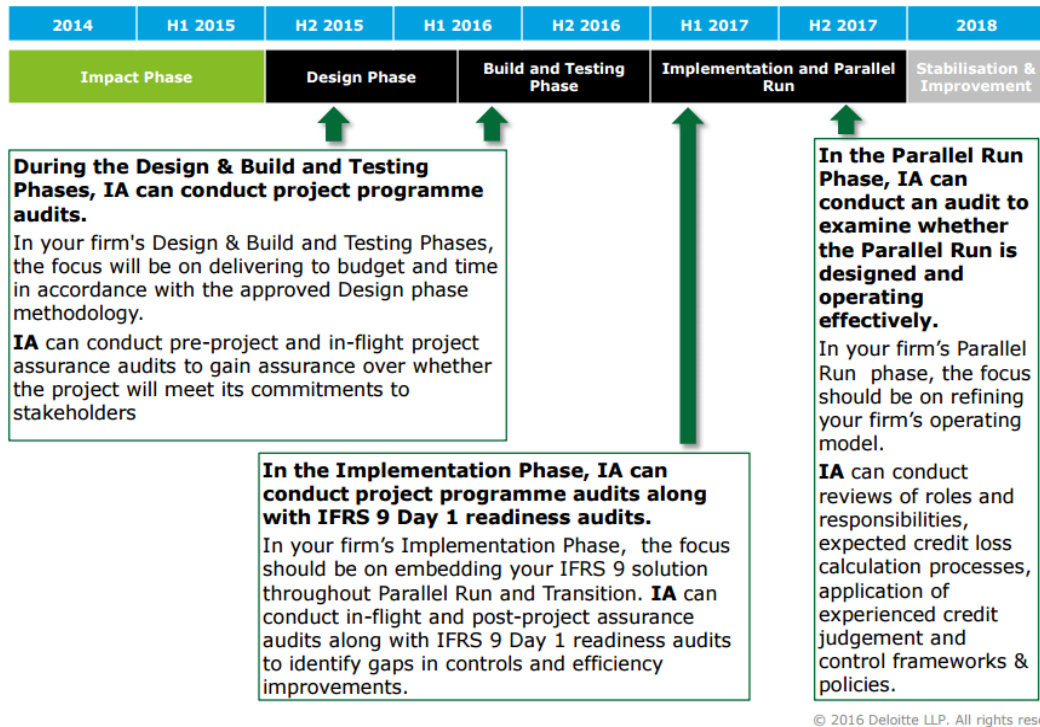 2014 H1 2015 H2 2015 H1 2016 H2 2016 H1 2017 H2 2017 2018
Impact Phase
Design Phase
Build and Testing
Phase
Implementation and Parallel
Run
Stabilisation &
Improvement
During the Design & Build and Testing
Phases, IA can conduct project programme
audits.
In your firm's Design & Build and Testing Phases,
the focus will be on delivering to budget and time
in accordance with the approved Design phase
methodology.
IA can conduct pre-project and in-flight project
assurance audits to gain assurance over whether
the project will meet its commitments to
stakeholders
In the Implementation Phase, IA can
conduct project programme audits along
with IFRS 9 Day 1 readiness audits.
In your firm's Implementation Phase, the focus
should be on embedding your IFRS 9 solution
throughout Parallel Run and Transition. IA can
conduct in-flight and post-project assurance
audits along with IFRS 9 Day 1 readiness audits
to identify gaps in controls and efficiency
improvements.
In the Parallel Run
Phase, IA can
conduct an audit to
examine whether
the Parallel Run is
designed and
operating
effectively.
In your firm's Parallel
Run phase, the focus
should be on refining
your firm's operating
model.
IA can conduct
reviews of roles and
responsibilities,
expected credit loss
calculation processes,
application of
experienced credit
judgement and
control frameworks &
policies.
© 2016 Deloitte LLP. All rights rese